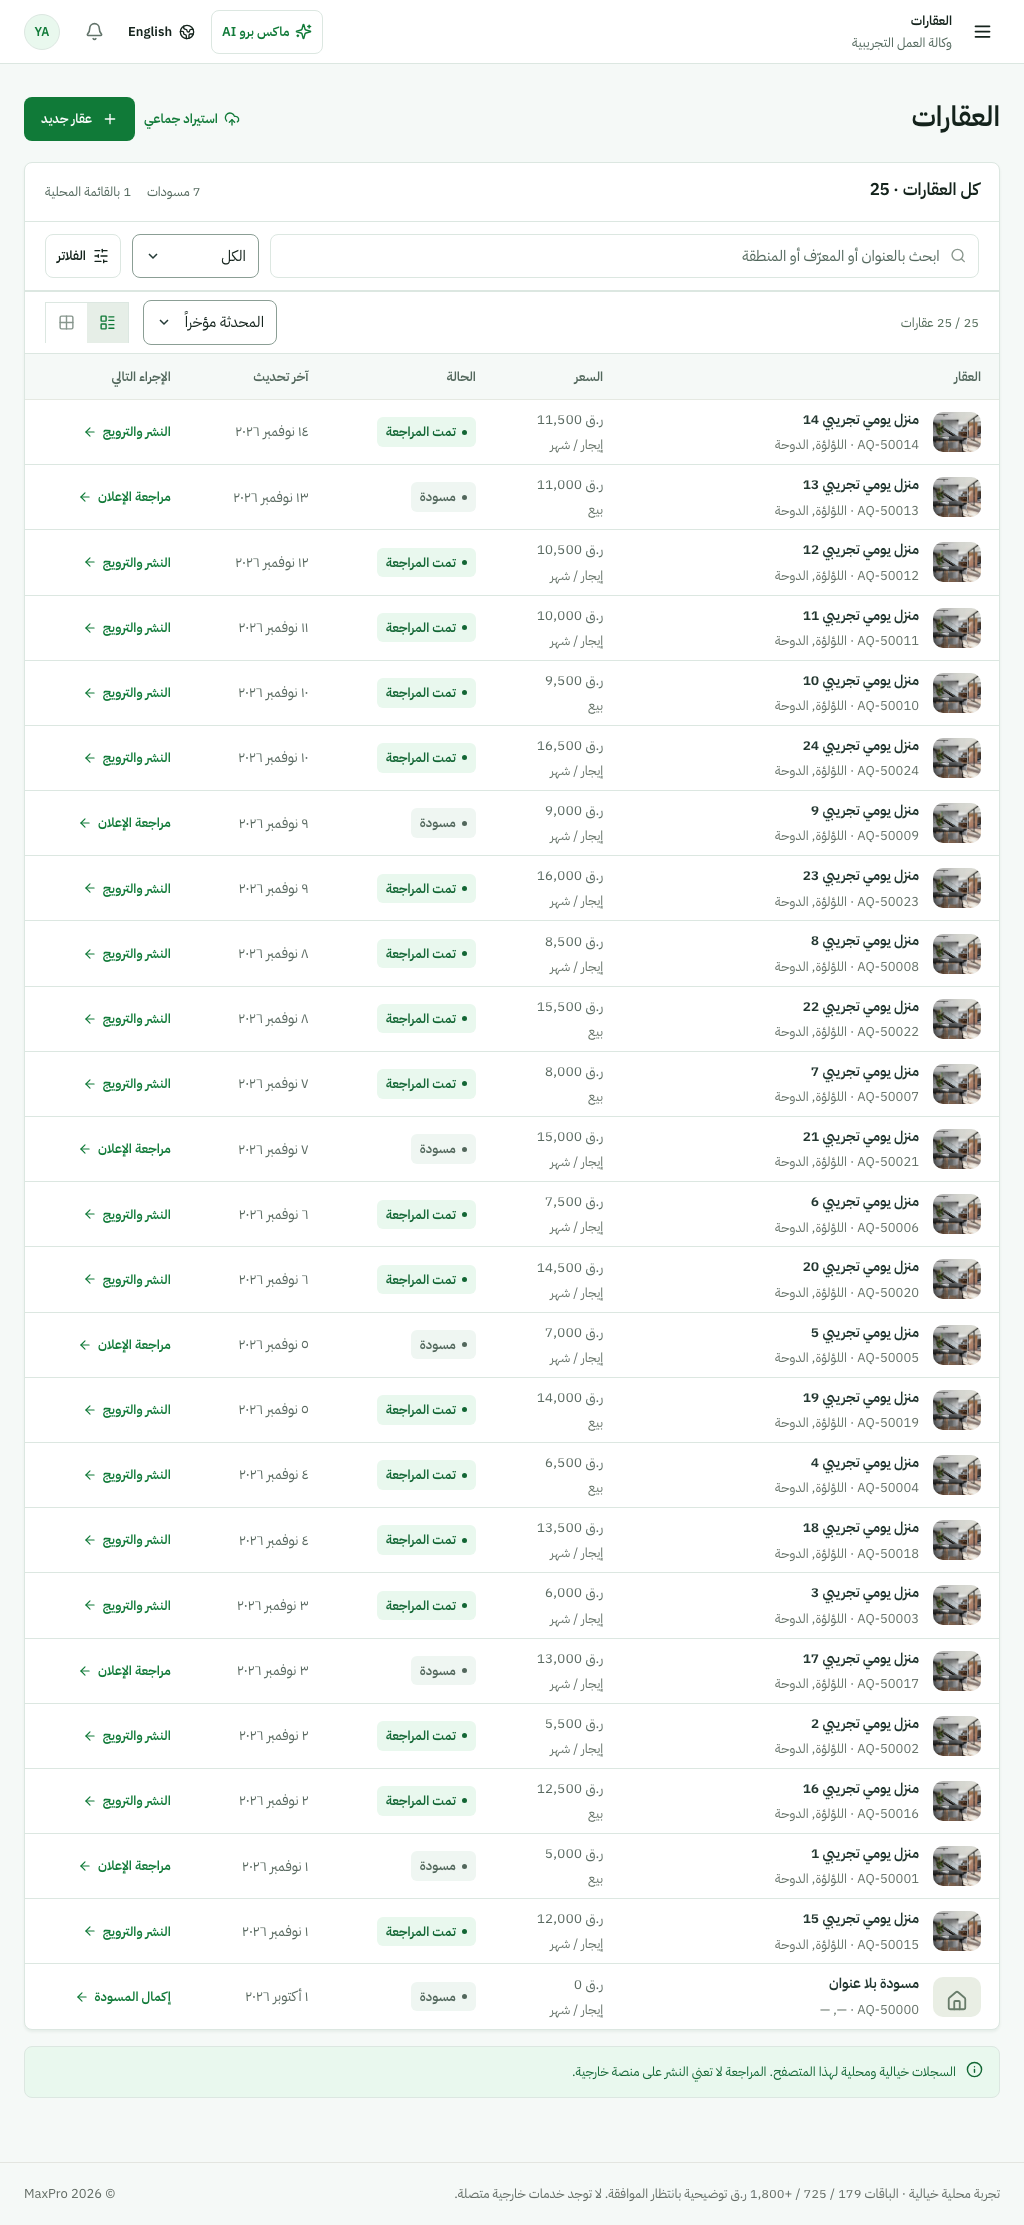 العقارات
وكالة العمل التجريبية
ماكس برو AI
English
YA
العقارات
استيراد جماعي
عقار جديد
كل العقارات · 25
7 مسودات
1 بالقائمة المحلية
ابحث بالعنوان أو المعرّف أو المنطقة
الكل
الفلاتر
25 / 25 عقارات
المحدثة مؤخراً
العقار السعر الحالة آخر تحديث الإجراء التالي
منزل يومي تجريبي 14 ر.ق 11,500 تمت المراجعة ١٤ نوفمبر ٢٠٢٦ النشر والترويج
AQ-50014 · اللؤلؤة, الدوحة إيجار / شهر
منزل يومي تجريبي 13 ر.ق 11,000 مسودة ١٣ نوفمبر ٢٠٢٦ مراجعة الإعلان
AQ-50013 · اللؤلؤة, الدوحة بيع
منزل يومي تجريبي 12 ر.ق 10,500 تمت المراجعة ١٢ نوفمبر ٢٠٢٦ النشر والترويج
AQ-50012 · اللؤلؤة, الدوحة إيجار / شهر
منزل يومي تجريبي 11 ر.ق 10,000 تمت المراجعة ١١ نوفمبر ٢٠٢٦ النشر والترويج
AQ-50011 · اللؤلؤة, الدوحة إيجار / شهر
منزل يومي تجريبي 10 ر.ق 9,500 تمت المراجعة ١٠ نوفمبر ٢٠٢٦ النشر والترويج
AQ-50010 · اللؤلؤة, الدوحة بيع
منزل يومي تجريبي 24 ر.ق 16,500 تمت المراجعة ١٠ نوفمبر ٢٠٢٦ النشر والترويج
AQ-50024 · اللؤلؤة, الدوحة إيجار / شهر
منزل يومي تجريبي 9 ر.ق 9,000 مسودة ٩ نوفمبر ٢٠٢٦ مراجعة الإعلان
AQ-50009 · اللؤلؤة, الدوحة إيجار / شهر
منزل يومي تجريبي 23 ر.ق 16,000 تمت المراجعة ٩ نوفمبر ٢٠٢٦ النشر والترويج
AQ-50023 · اللؤلؤة, الدوحة إيجار / شهر
منزل يومي تجريبي 8 ر.ق 8,500 تمت المراجعة ٨ نوفمبر ٢٠٢٦ النشر والترويج
AQ-50008 · اللؤلؤة, الدوحة إيجار / شهر
منزل يومي تجريبي 22 ر.ق 15,500 تمت المراجعة ٨ نوفمبر ٢٠٢٦ النشر والترويج
AQ-50022 · اللؤلؤة, الدوحة بيع
منزل يومي تجريبي 7 ر.ق 8,000 تمت المراجعة ٧ نوفمبر ٢٠٢٦ النشر والترويج
AQ-50007 · اللؤلؤة, الدوحة بيع
منزل يومي تجريبي 21 ر.ق 15,000 مسودة ٧ نوفمبر ٢٠٢٦ مراجعة الإعلان
AQ-50021 · اللؤلؤة, الدوحة إيجار / شهر
منزل يومي تجريبي 6 ر.ق 7,500 تمت المراجعة ٦ نوفمبر ٢٠٢٦ النشر والترويج
AQ-50006 · اللؤلؤة, الدوحة إيجار / شهر
منزل يومي تجريبي 20 ر.ق 14,500 تمت المراجعة ٦ نوفمبر ٢٠٢٦ النشر والترويج
AQ-50020 · اللؤلؤة, الدوحة إيجار / شهر
منزل يومي تجريبي 5 ر.ق 7,000 مسودة ٥ نوفمبر ٢٠٢٦ مراجعة الإعلان
AQ-50005 · اللؤلؤة, الدوحة إيجار / شهر
منزل يومي تجريبي 19 ر.ق 14,000 تمت المراجعة ٥ نوفمبر ٢٠٢٦ النشر والترويج
AQ-50019 · اللؤلؤة, الدوحة بيع
منزل يومي تجريبي 4 ر.ق 6,500 تمت المراجعة ٤ نوفمبر ٢٠٢٦ النشر والترويج
AQ-50004 · اللؤلؤة, الدوحة بيع
منزل يومي تجريبي 18 ر.ق 13,500 تمت المراجعة ٤ نوفمبر ٢٠٢٦ النشر والترويج
AQ-50018 · اللؤلؤة, الدوحة إيجار / شهر
منزل يومي تجريبي 3 ر.ق 6,000 تمت المراجعة ٣ نوفمبر ٢٠٢٦ النشر والترويج
AQ-50003 · اللؤلؤة, الدوحة إيجار / شهر
منزل يومي تجريبي 17 ر.ق 13,000 مسودة ٣ نوفمبر ٢٠٢٦ مراجعة الإعلان
AQ-50017 · اللؤلؤة, الدوحة إيجار / شهر
منزل يومي تجريبي 2 ر.ق 5,500 تمت المراجعة ٢ نوفمبر ٢٠٢٦ النشر والترويج
AQ-50002 · اللؤلؤة, الدوحة إيجار / شهر
منزل يومي تجريبي 16 ر.ق 12,500 تمت المراجعة ٢ نوفمبر ٢٠٢٦ النشر والترويج
AQ-50016 · اللؤلؤة, الدوحة بيع
منزل يومي تجريبي 1 ر.ق 5,000 مسودة ١ نوفمبر ٢٠٢٦ مراجعة الإعلان
AQ-50001 · اللؤلؤة, الدوحة بيع
منزل يومي تجريبي 15 ر.ق 12,000 تمت المراجعة ١ نوفمبر ٢٠٢٦ النشر والترويج
AQ-50015 · اللؤلؤة, الدوحة إيجار / شهر
مسودة بلا عنوان ر.ق 0 مسودة ١ أكتوبر ٢٠٢٦ إكمال المسودة
AQ-50000 · —, — إيجار / شهر
السجلات خيالية ومحلية لهذا المتصفح. المراجعة لا تعني النشر على منصة خارجية.
تجربة محلية خيالية · الباقات 179 / 725 / +1,800 ر.ق توضيحية بانتظار الموافقة. لا توجد خدمات خارجية متصلة.
© 2026 MaxPro